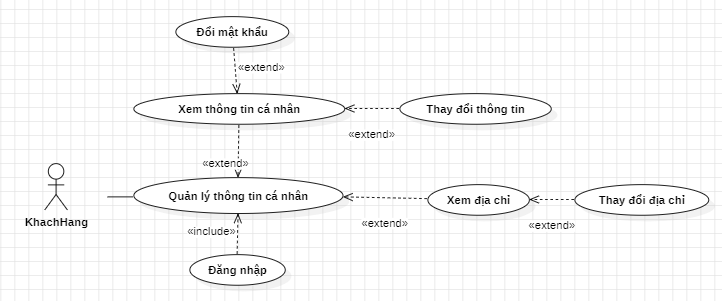 Đổi mật khẩu
«extend»
Xem thông tin cá nhân
Thay đổi thông tin
«extend»
«extend»
Quản lý thông tin cá nhân
Xem địa chỉ
Thay đổi địa chỉ
KhachHang
«extend»
«extend»
«include»
Đăng nhập